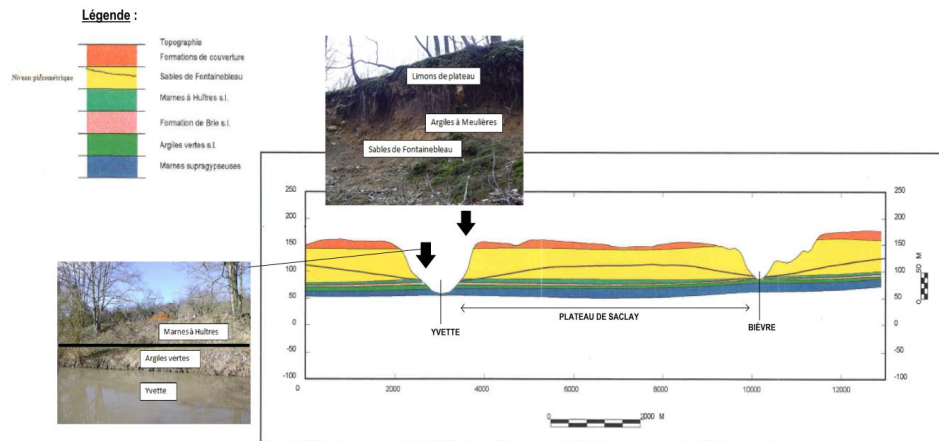 Légende :
Topographie
Formations de couverture
Niveau piézométrique
Sables de Fontainebleau
Marnes à Huîtres s.l.
Formation de Brie s.l.
Argiles vertes s.l.
Marnes supragypseuses
Limons de plateau
Argiles à Meulières
Sables de Fontainebleau
Marnes à Huîtres
Argiles vertes
Yvette
250
200
150
100
50
0
-50
-100
250
200
150
100
50
0
-50
-100
0 50 M
YVETTE
PLATEAU DE SACLAY
BIÈVRE
0 2000 4000 6000 8000 10000 12000
0 2000 M